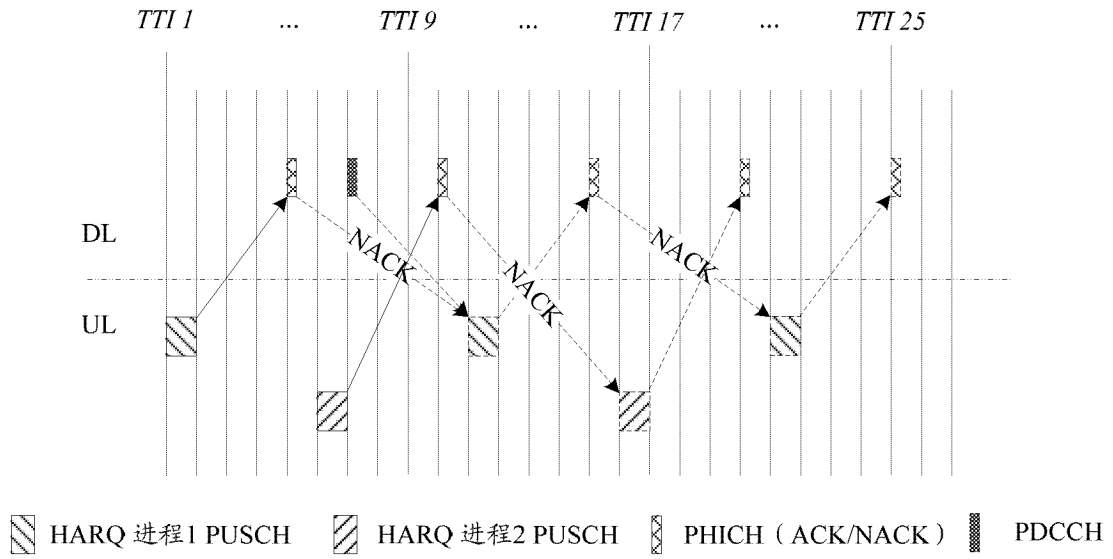 TTI 1 ... TTI 9 ... TTI 17 ... TTI 25
DL
NACK
NACK
NACK
UL
HARQ 进程1 PUSCH HARQ 进程2 PUSCH PHICH（ACK/NACK） PDCCH